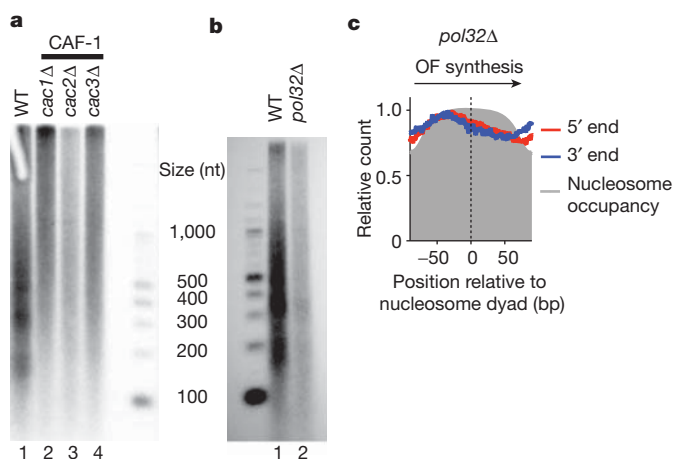 a
CAF-1
WT
cac1Δ
cac2Δ
cac3Δ
Size (nt)
1,000
500
400
300
200
100
1 2 3 4
b
WT
pol32Δ
1 2
c
pol32Δ
OF synthesis
Relative count
1.0
0.5
0
−50 0 50
Position relative to
nucleosome dyad (bp)
5′ end
3′ end
Nucleosome
occupancy